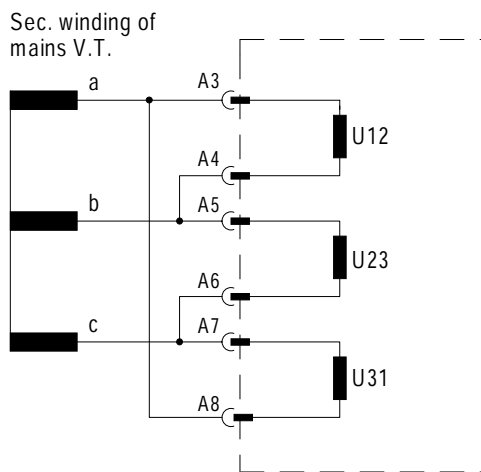 Sec. winding of
mains V.T.
a
A3
U12
A4
b
A5
U23
A6
c
A7
U31
A8